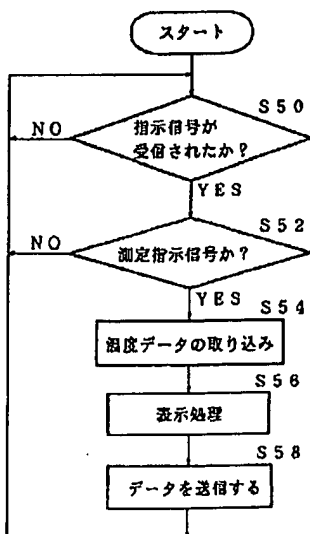 スタート
S50
指示信号が
受信されたか？
NO
YES
S52
測定指示信号か？
NO
YES
S54
温度データの取り込み
S56
表示処理
S58
データを送信する